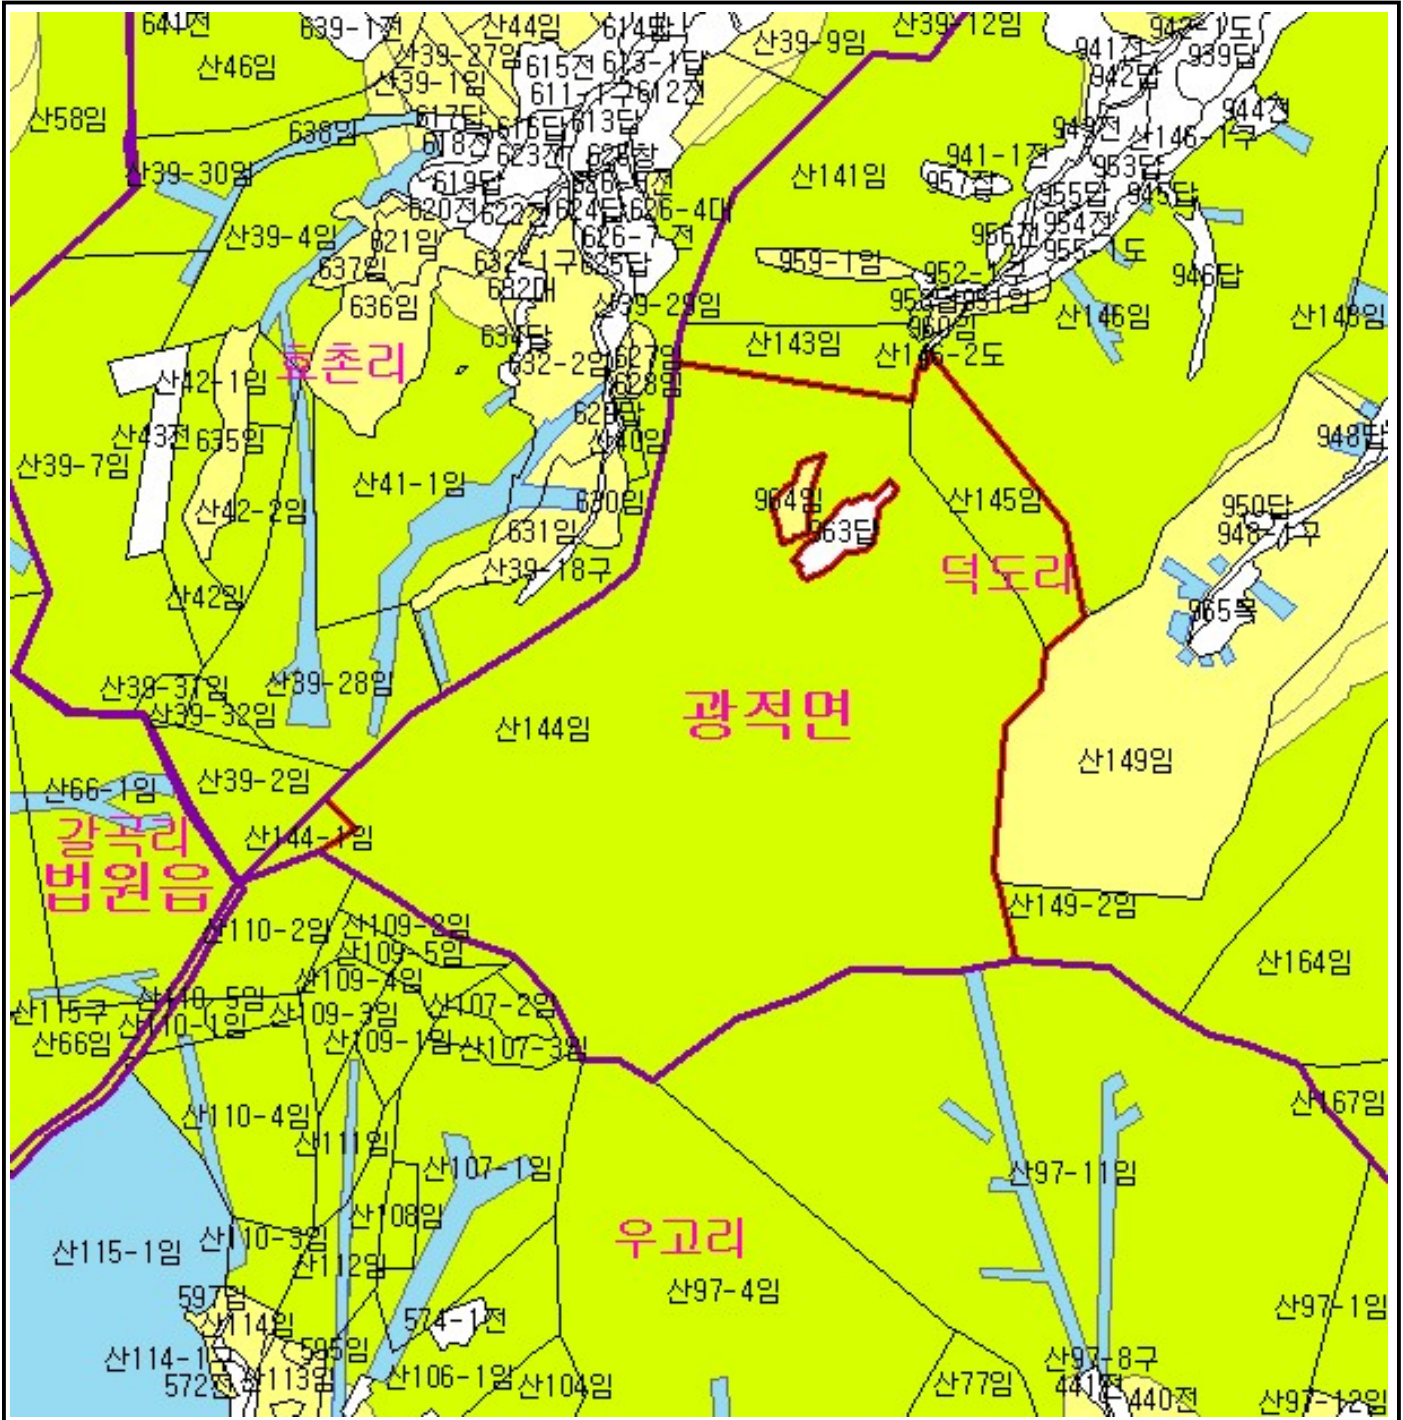 641전
639-1전
산44임
614답
산39-9임
산39-12임
942-1도
산46임
산39-27임
615전
613-1답
941전
939답
산39-1임
611-1구
612전
942답
산58임
638임
617답
616답
613답
949전
산146-1구
944전
618전
623전
941-1전
953답
산39-30임
619답
산141임
957잡
955답
945답
620전
622전
624답
626-4대
954전
산39-4임
621임
626-7전
956전
955-1도
637임
632-1구
625답
959-1임
952-1구
946답
636임
632대
산39-29임
951임
산146임
산148임
634답
960임
효촌리
632-2임
627임
산143임
산42-1임
628임
산43전
635임
산40임
948답
산39-7임
산41-1임
630임
964임
산145임
950답
산42-2임
631임
963답
948-1구
산39-18구
덕도리
산42임
965목
산39-31임
산39-28임
산39-32임
산144임
광적면
산149임
산66-1임
산39-2임
갈곡리
산144-1임
법원읍
산149-2임
산110-2임
산109-2임
산109-5임
산164임
산109-4임
산110-5임
산107-2임
산115구
산110-1임
산109-3임
산66임
산109-1임
산107-3임
산110-4임
산167임
산111임
산107-1임
산97-11임
산108임
산115-1임
산110-3임
우고리
산112임
산97-4임
597임
산97-1임
산114임
574-1전
595임
산114-1구
산97-8구
572전
산113임
산106-1임
산104임
산77임
441전
440전
산97-12임